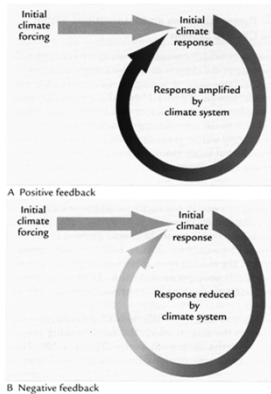 Initial
climate
forcing
Initial
climate
response
Response amplified
by
climate system
A Positive feedback
Initial
climate
forcing
Initial
climate
response
Response reduced
by
climate system
B Negative feedback